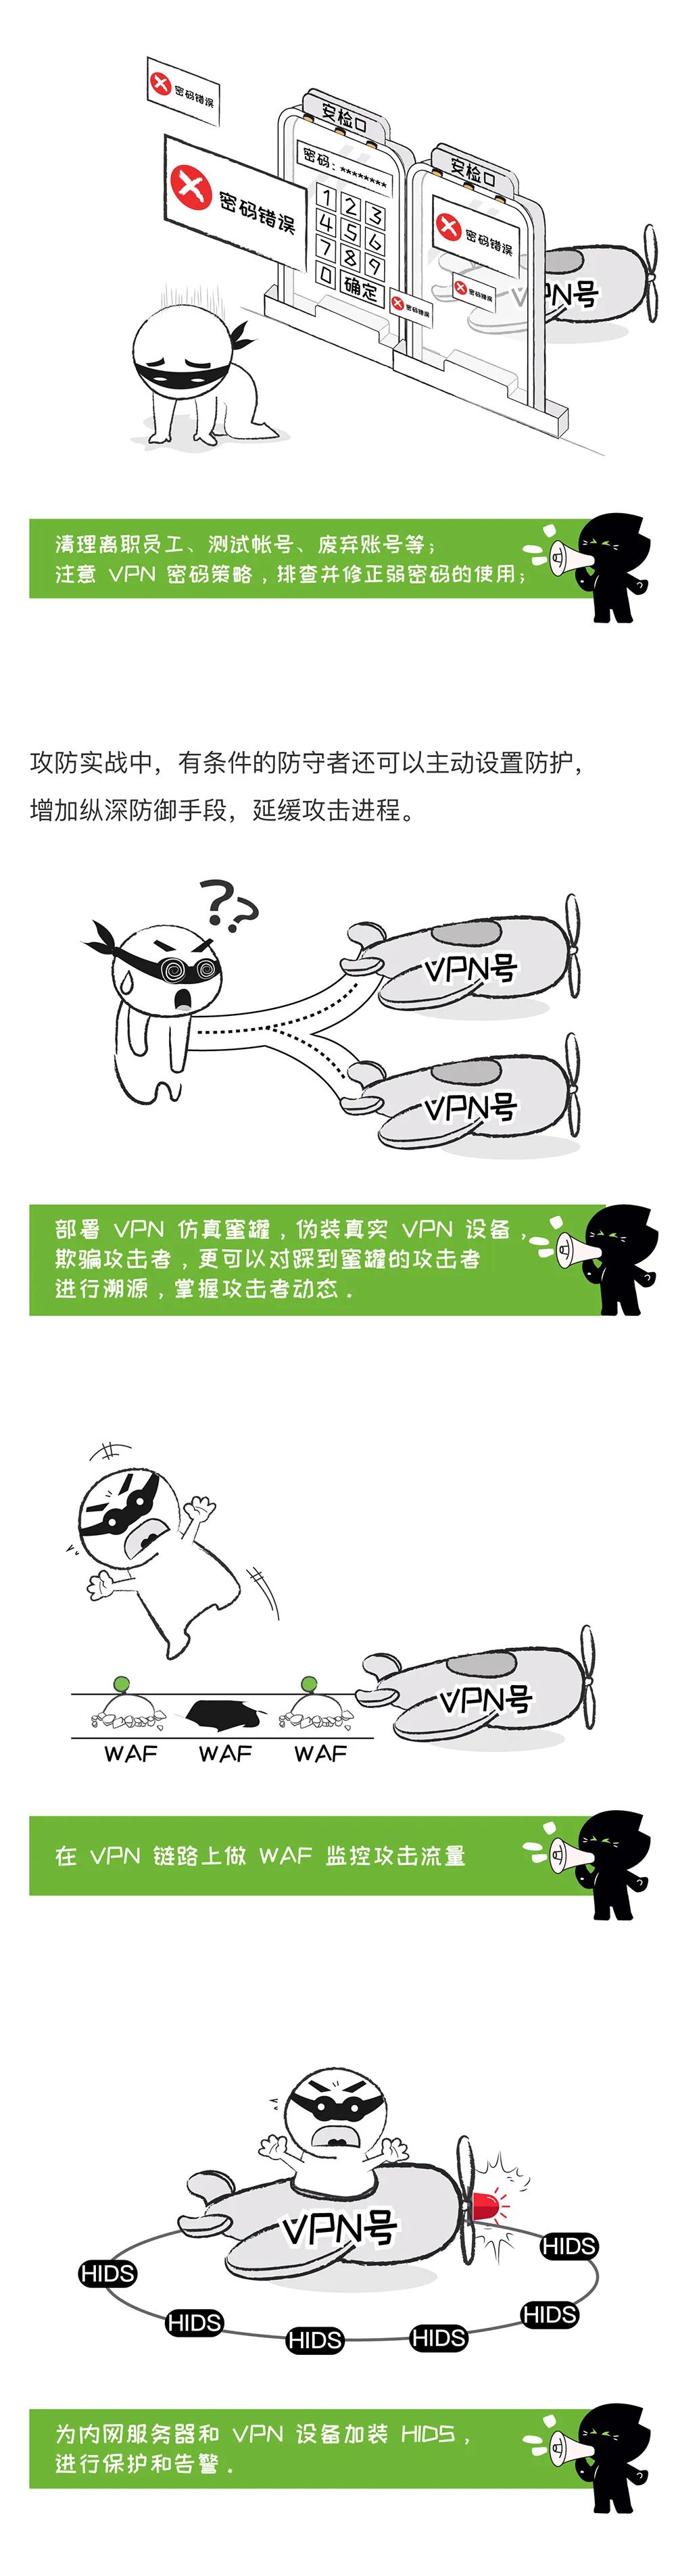 密码错误
安检口
密码：********
1 2 3
4 5 6
7 8 9
0 确定
密码错误
安检口
密码错误
密码错误
密码错误
VPN号
清理离职员工、测试帐号、废弃账号等；
注意 VPN 密码策略，排查并修正弱密码的使用；
攻防实战中，有条件的防守者还可以主动设置防护，
增加纵深防御手段，延缓攻击进程。
??
VPN号
VPN号
部署 VPN 仿真蜜罐，伪装真实 VPN 设备，
欺骗攻击者，更可以对踩到蜜罐的攻击者
进行溯源，掌握攻击者动态．
VPN号
WAF WAF WAF
在 VPN 链路上做 WAF 监控攻击流量
VPN号
HIDS
HIDS
HIDS
HIDS
HIDS
HIDS
为内网服务器和 VPN 设备加装 HIDS，
进行保护和告警．